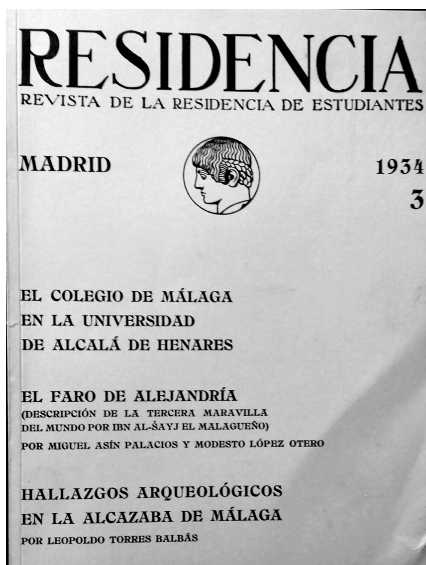 RESIDENCIA
REVISTA DE LA RESIDENCIA DE ESTUDIANTES
MADRID
1934
3
EL COLEGIO DE MÁLAGA
EN LA UNIVERSIDAD
DE ALCALÁ DE HENARES
EL FARO DE ALEJANDRÍA
(DESCRIPCIÓN DE LA TERCERA MARAVILLA
DEL MUNDO POR IBN AL-ŠAYJ EL MALAGUEÑO)
POR MIGUEL ASÍN PALACIOS Y MODESTO LÓPEZ OTERO
HALLAZGOS ARQUEOLÓGICOS
EN LA ALCAZABA DE MÁLAGA
POR LEOPOLDO TORRES BALBÁS